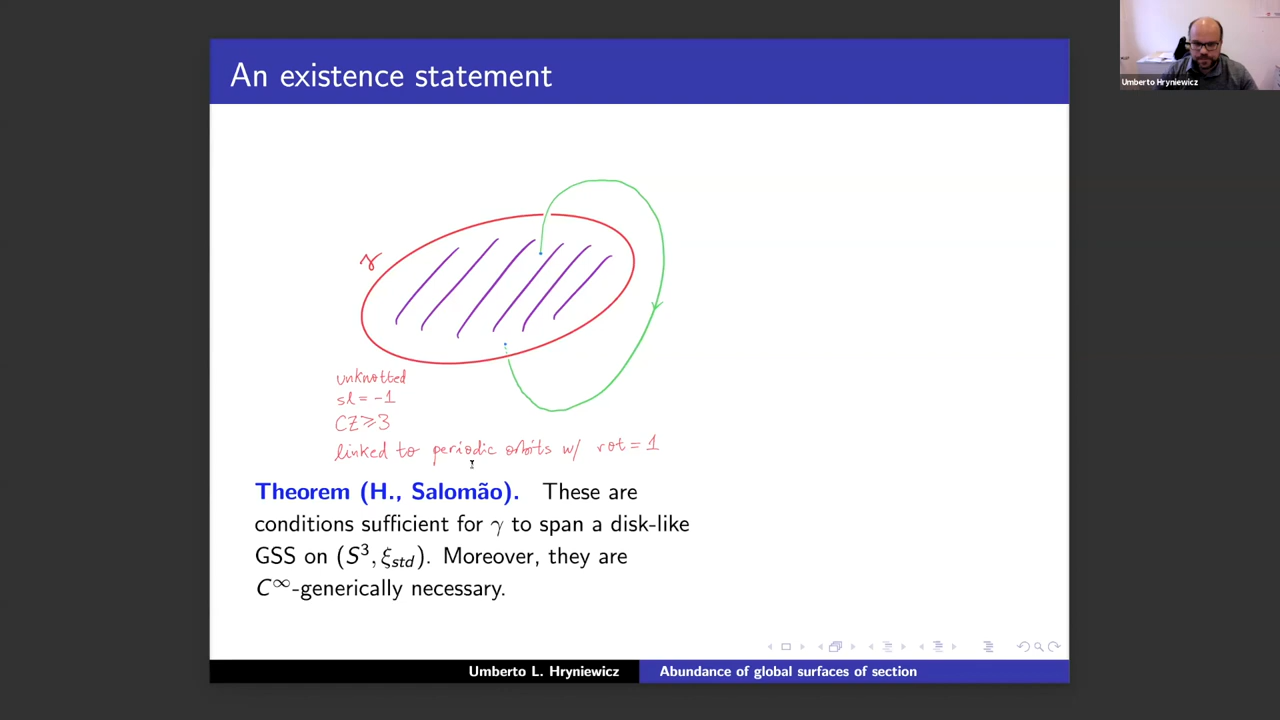 An existence statement
Umberto Hryniewicz
γ
unknotted
sl = -1
CZ ⩾ 3
linked to periodic orbits w/ rot = 1
Theorem (H., Salomão). These are
conditions sufficient for γ to span a disk-like
GSS on (S³, ξstd). Moreover, they are
C∞-generically necessary.
Umberto L. Hryniewicz
Abundance of global surfaces of section